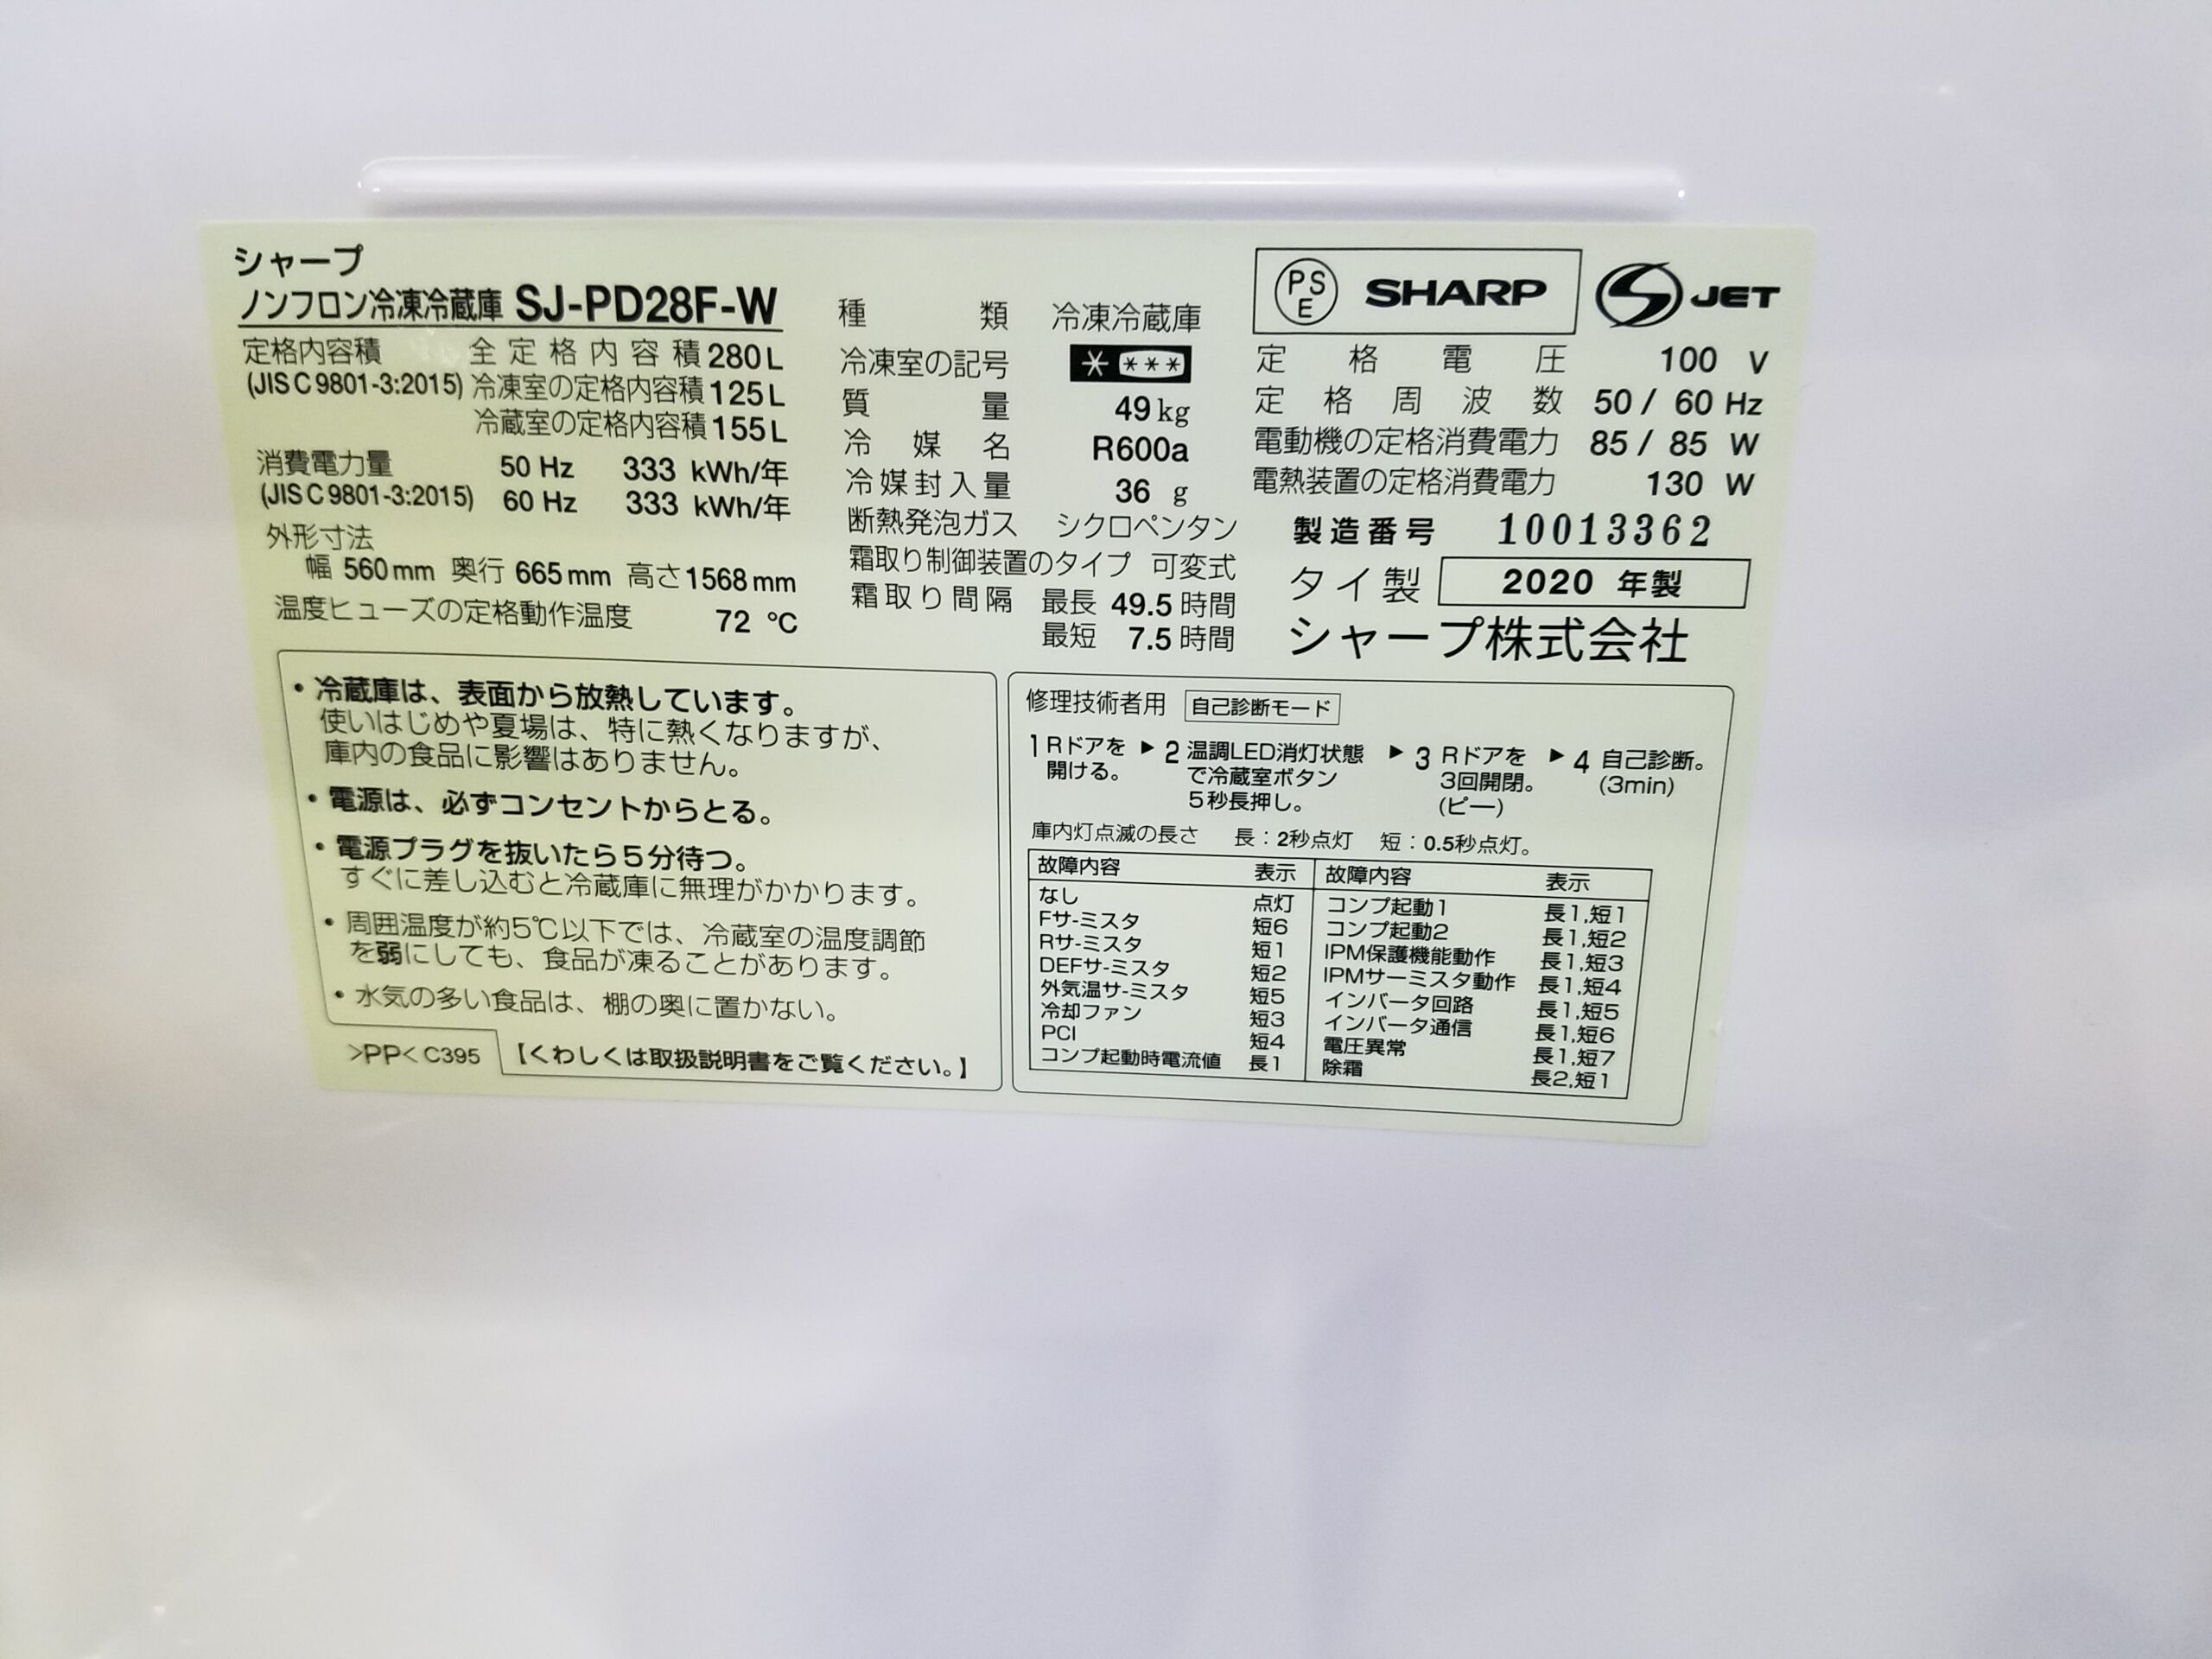 シャープ
ノンフロン冷凍冷蔵庫 SJ-PD28F-W
定格内容積 全定格内容積 280L
(JIS C 9801-3:2015) 冷凍室の定格内容積 125L
冷蔵室の定格内容積 155L
消費電力量 50 Hz 333 kWh/年
(JIS C 9801-3:2015) 60 Hz 333 kWh/年
外形寸法
幅 560mm 奥行 665mm 高さ 1568mm
温度ヒューズの定格動作温度 72 ℃
種類 冷凍冷蔵庫
冷凍室の記号 * ***
質量 49kg
冷媒名 R600a
冷媒封入量 36 g
断熱発泡ガス シクロペンタン
霜取り制御装置のタイプ 可変式
霜取り間隔 最長 49.5時間
最短 7.5時間
PSE SHARP JET
定格電圧 100 V
定格周波数 50 / 60 Hz
電動機の定格消費電力 85 / 85 W
電熱装置の定格消費電力 130 W
製造番号 10013362
タイ製 2020 年製
シャープ株式会社
・冷蔵庫は、表面から放熱しています。
使いはじめや夏場は、特に熱くなりますが、
庫内の食品に影響はありません。
・電源は、必ずコンセントからとる。
・電源プラグを抜いたら5分待つ。
すぐに差し込むと冷蔵庫に無理がかかります。
・周囲温度が約5℃以下では、冷蔵室の温度調節
を弱にしても、食品が凍ることがあります。
・水気の多い食品は、棚の奥に置かない。
>PP< C395 【くわしくは取扱説明書をご覧ください。】
修理技術者用 自己診断モード
1 Rドアを ▶ 2 温調LED消灯状態 ▶ 3 Rドアを ▶ 4 自己診断。
開ける。 で冷蔵室ボタン 3回開閉。 (3min)
5秒長押し。 (ピー)
庫内灯点滅の長さ 長：2秒点灯 短：0.5秒点灯。
故障内容 表示 故障内容 表示
なし 点灯 コンプ起動1 長1,短1
Fサ-ミスタ 短6 コンプ起動2 長1,短2
Rサ-ミスタ 短1 IPM保護機能動作 長1,短3
DEFサ-ミスタ 短2 IPMサーミスタ動作 長1,短4
外気温サ-ミスタ 短5 インバータ回路 長1,短5
冷却ファン 短3 インバータ通信 長1,短6
PCI 短4 電圧異常 長1,短7
コンプ起動時電流値 長1 除霜 長2,短1